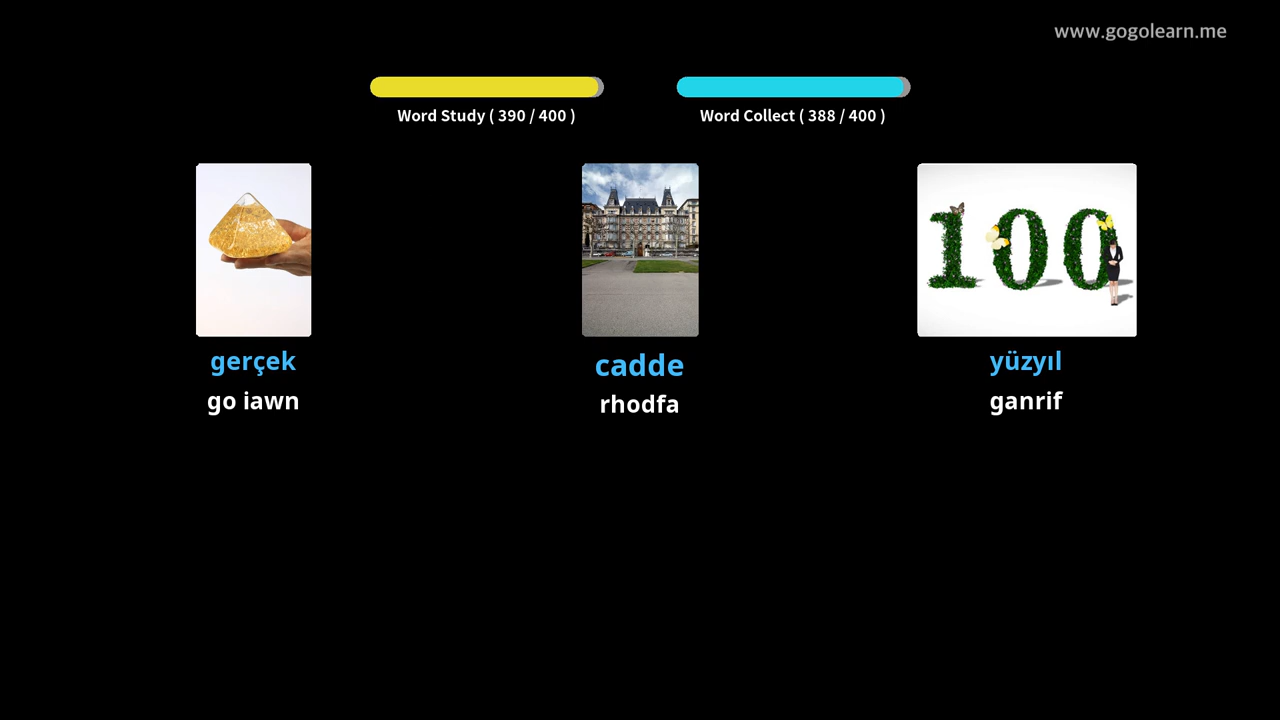 www.gogolearn.me
Word Study ( 390 / 400 )
Word Collect ( 388 / 400 )
gerçek
cadde
yüzyıl
go iawn
rhodfa
ganrif